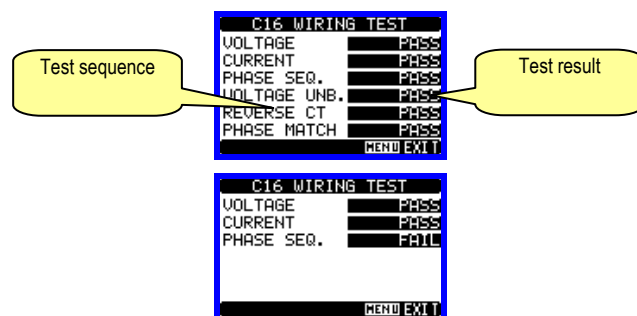 C16 WIRING TEST
VOLTAGE PASS
CURRENT PASS
PHASE SEQ. PASS
VOLTAGE UNB. PASS
REVERSE CT PASS
PHASE MATCH PASS
MENU EXIT
Test sequence
Test result
C16 WIRING TEST
VOLTAGE PASS
CURRENT PASS
PHASE SEQ. FAIL
MENU EXIT